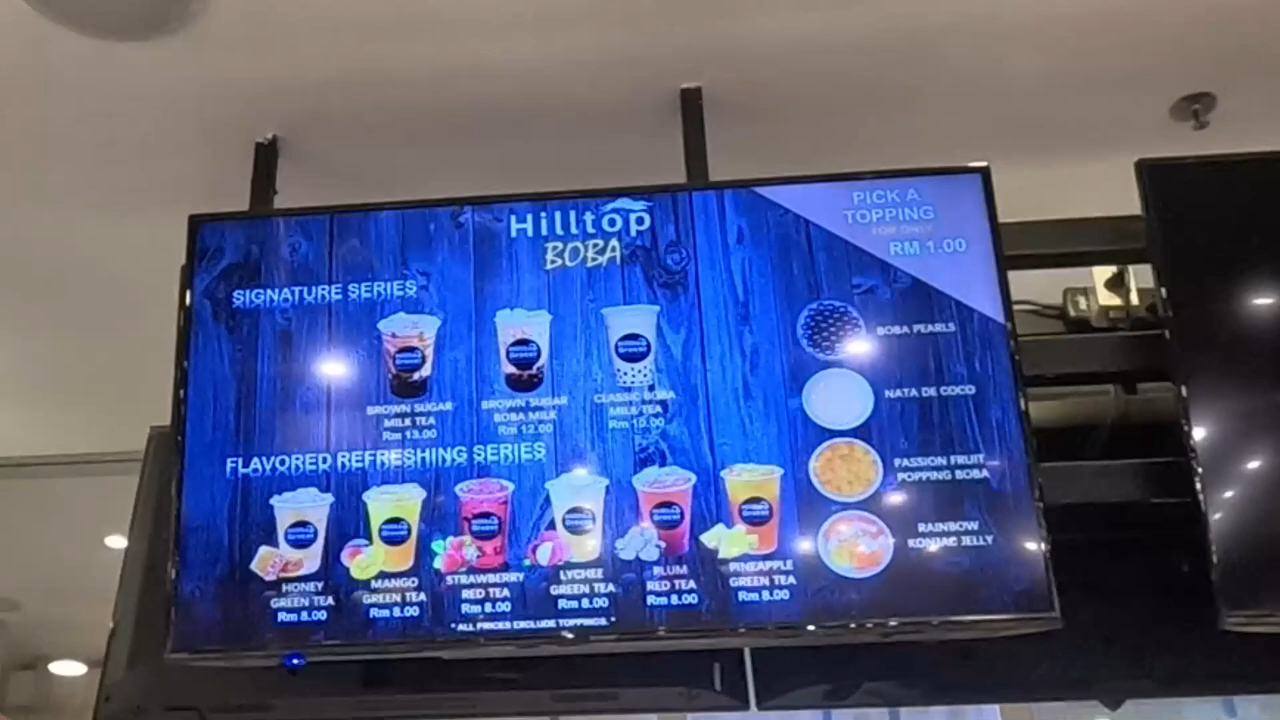 Hilltop
BOBA
PICK A
TOPPING
FOR ONLY
RM 1.00
SIGNATURE SERIES
BROWN SUGAR
MILK TEA
Rm 13.00
BROWN SUGAR
BOBA MILK
Rm 12.00
CLASSIC BOBA
MILK TEA
Rm 10.00
FLAVORED REFRESHING SERIES
HONEY
GREEN TEA
Rm 8.00
MANGO
GREEN TEA
Rm 8.00
STRAWBERRY
RED TEA
Rm 8.00
LYCHEE
GREEN TEA
Rm 8.00
PLUM
RED TEA
Rm 8.00
PINEAPPLE
GREEN TEA
Rm 8.00
* ALL PRICES EXCLUDE TOPPINGS. *
BOBA PEARLS
NATA DE COCO
PASSION FRUIT
POPPING BOBA
RAINBOW
KONJAC JELLY